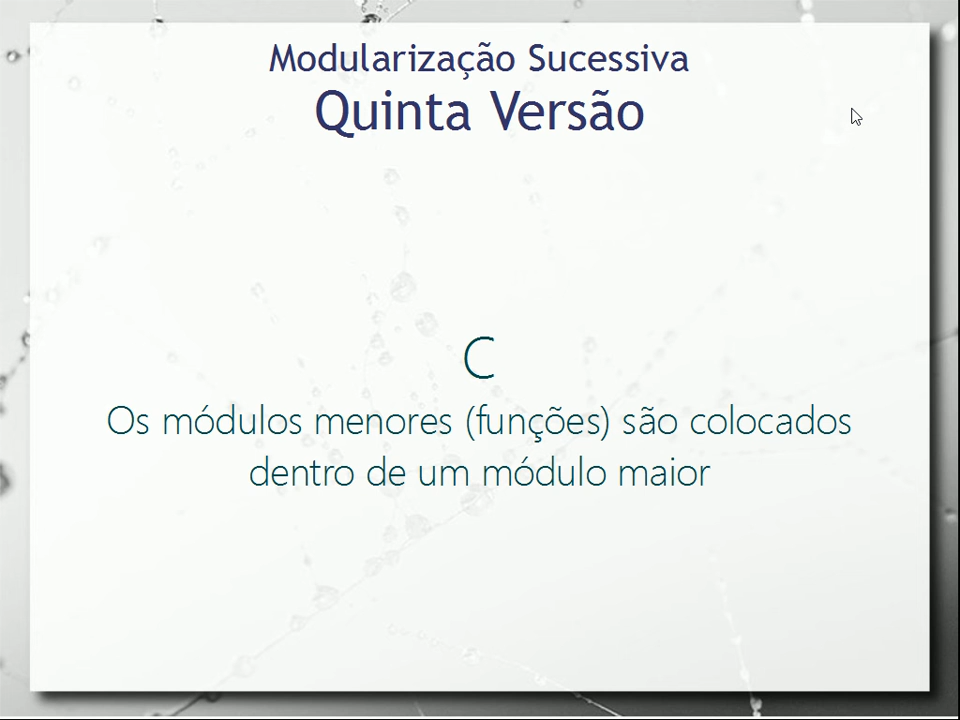 Modularização Sucessiva
Quinta Versão
C
Os módulos menores (funções) são colocados
dentro de um módulo maior